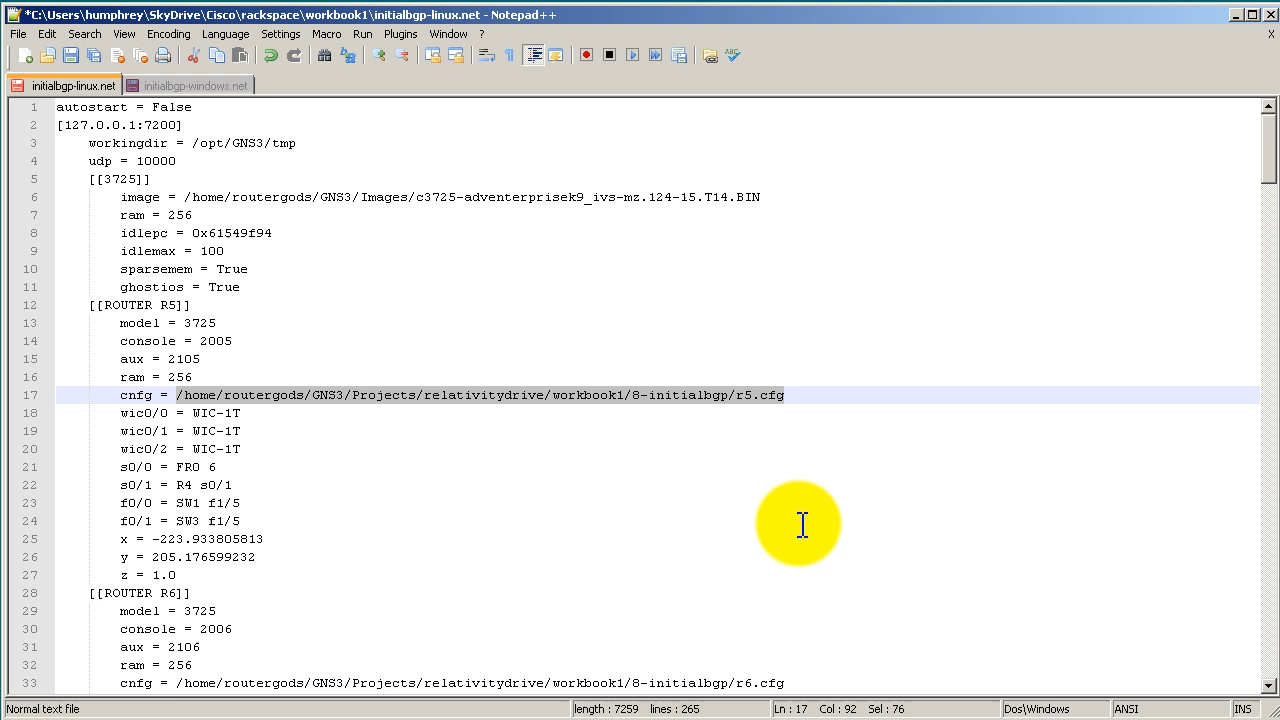 *C:\Users\humphrey\SkyDrive\Cisco\rackspace\workbook1\initialbgp-linux.net - Notepad++
File Edit Search View Encoding Language Settings Macro Run Plugins Window ? X
initialbgp-linux.net initialbgp-windows.net
1 autostart = False
2 [127.0.0.1:7200]
3 workingdir = /opt/GNS3/tmp
4 udp = 10000
5 [[3725]]
6 image = /home/routergods/GNS3/Images/c3725-adventerprisek9_ivs-mz.124-15.T14.BIN
7 ram = 256
8 idlepc = 0x61549f94
9 idlemax = 100
10 sparsemem = True
11 ghostios = True
12 [[ROUTER R5]]
13 model = 3725
14 console = 2005
15 aux = 2105
16 ram = 256
17 cnfg = /home/routergods/GNS3/Projects/relativitydrive/workbook1/8-initialbgp/r5.cfg
18 wic0/0 = WIC-1T
19 wic0/1 = WIC-1T
20 wic0/2 = WIC-1T
21 s0/0 = FR0 6
22 s0/1 = R4 s0/1
23 f0/0 = SW1 f1/5
24 f0/1 = SW3 f1/5
25 x = -223.933805813
26 y = 205.176599232
27 z = 1.0
28 [[ROUTER R6]]
29 model = 3725
30 console = 2006
31 aux = 2106
32 ram = 256
33 cnfg = /home/routergods/GNS3/Projects/relativitydrive/workbook1/8-initialbgp/r6.cfg
Normal text file length : 7259 lines : 265 Ln : 17 Col : 92 Sel : 76 Dos\Windows ANSI INS